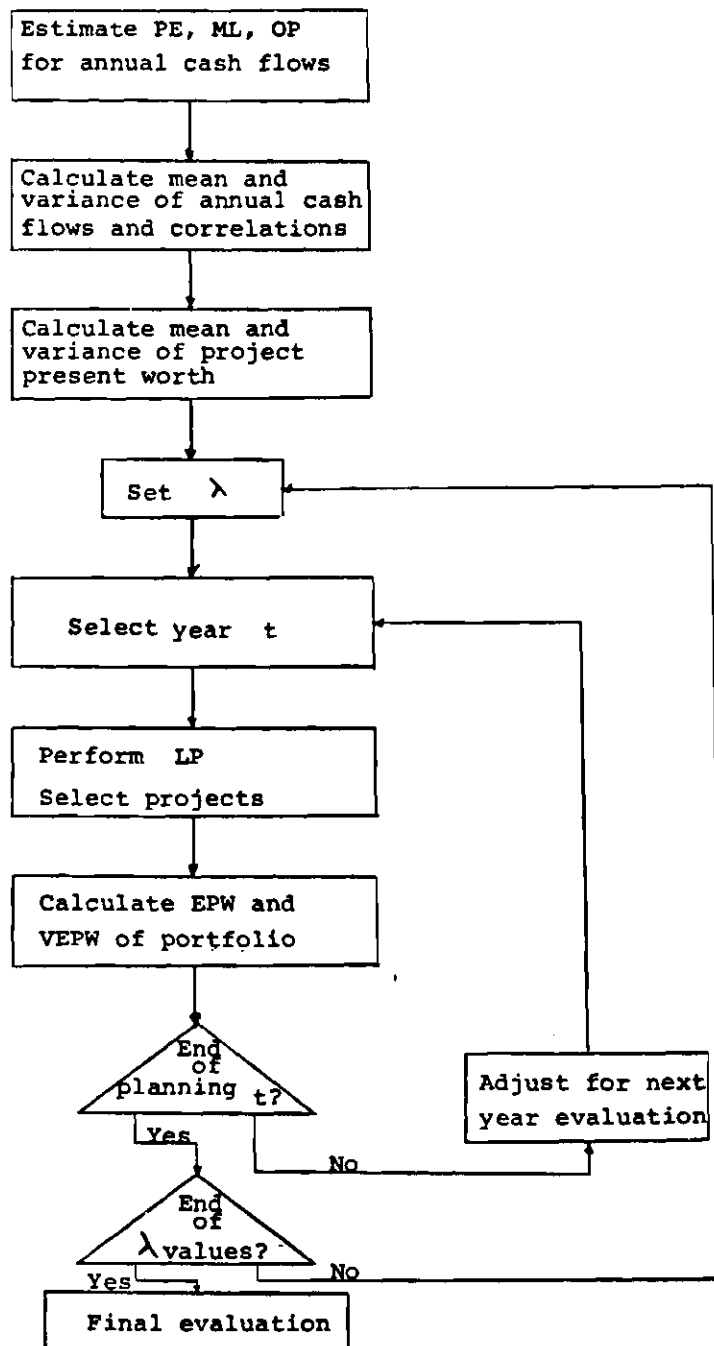 Estimate PE, ML, OP
for annual cash flows
Calculate mean and
variance of annual cash
flows and correlations
Calculate mean and
variance of project
present worth
Set λ
Select year t
Perform LP
Select projects
Calculate EPW and
VEPW of portfolio
End
of
planning t?
Adjust for next
year evaluation
Yes
No
End
of
λ values?
Yes
No
Final evaluation